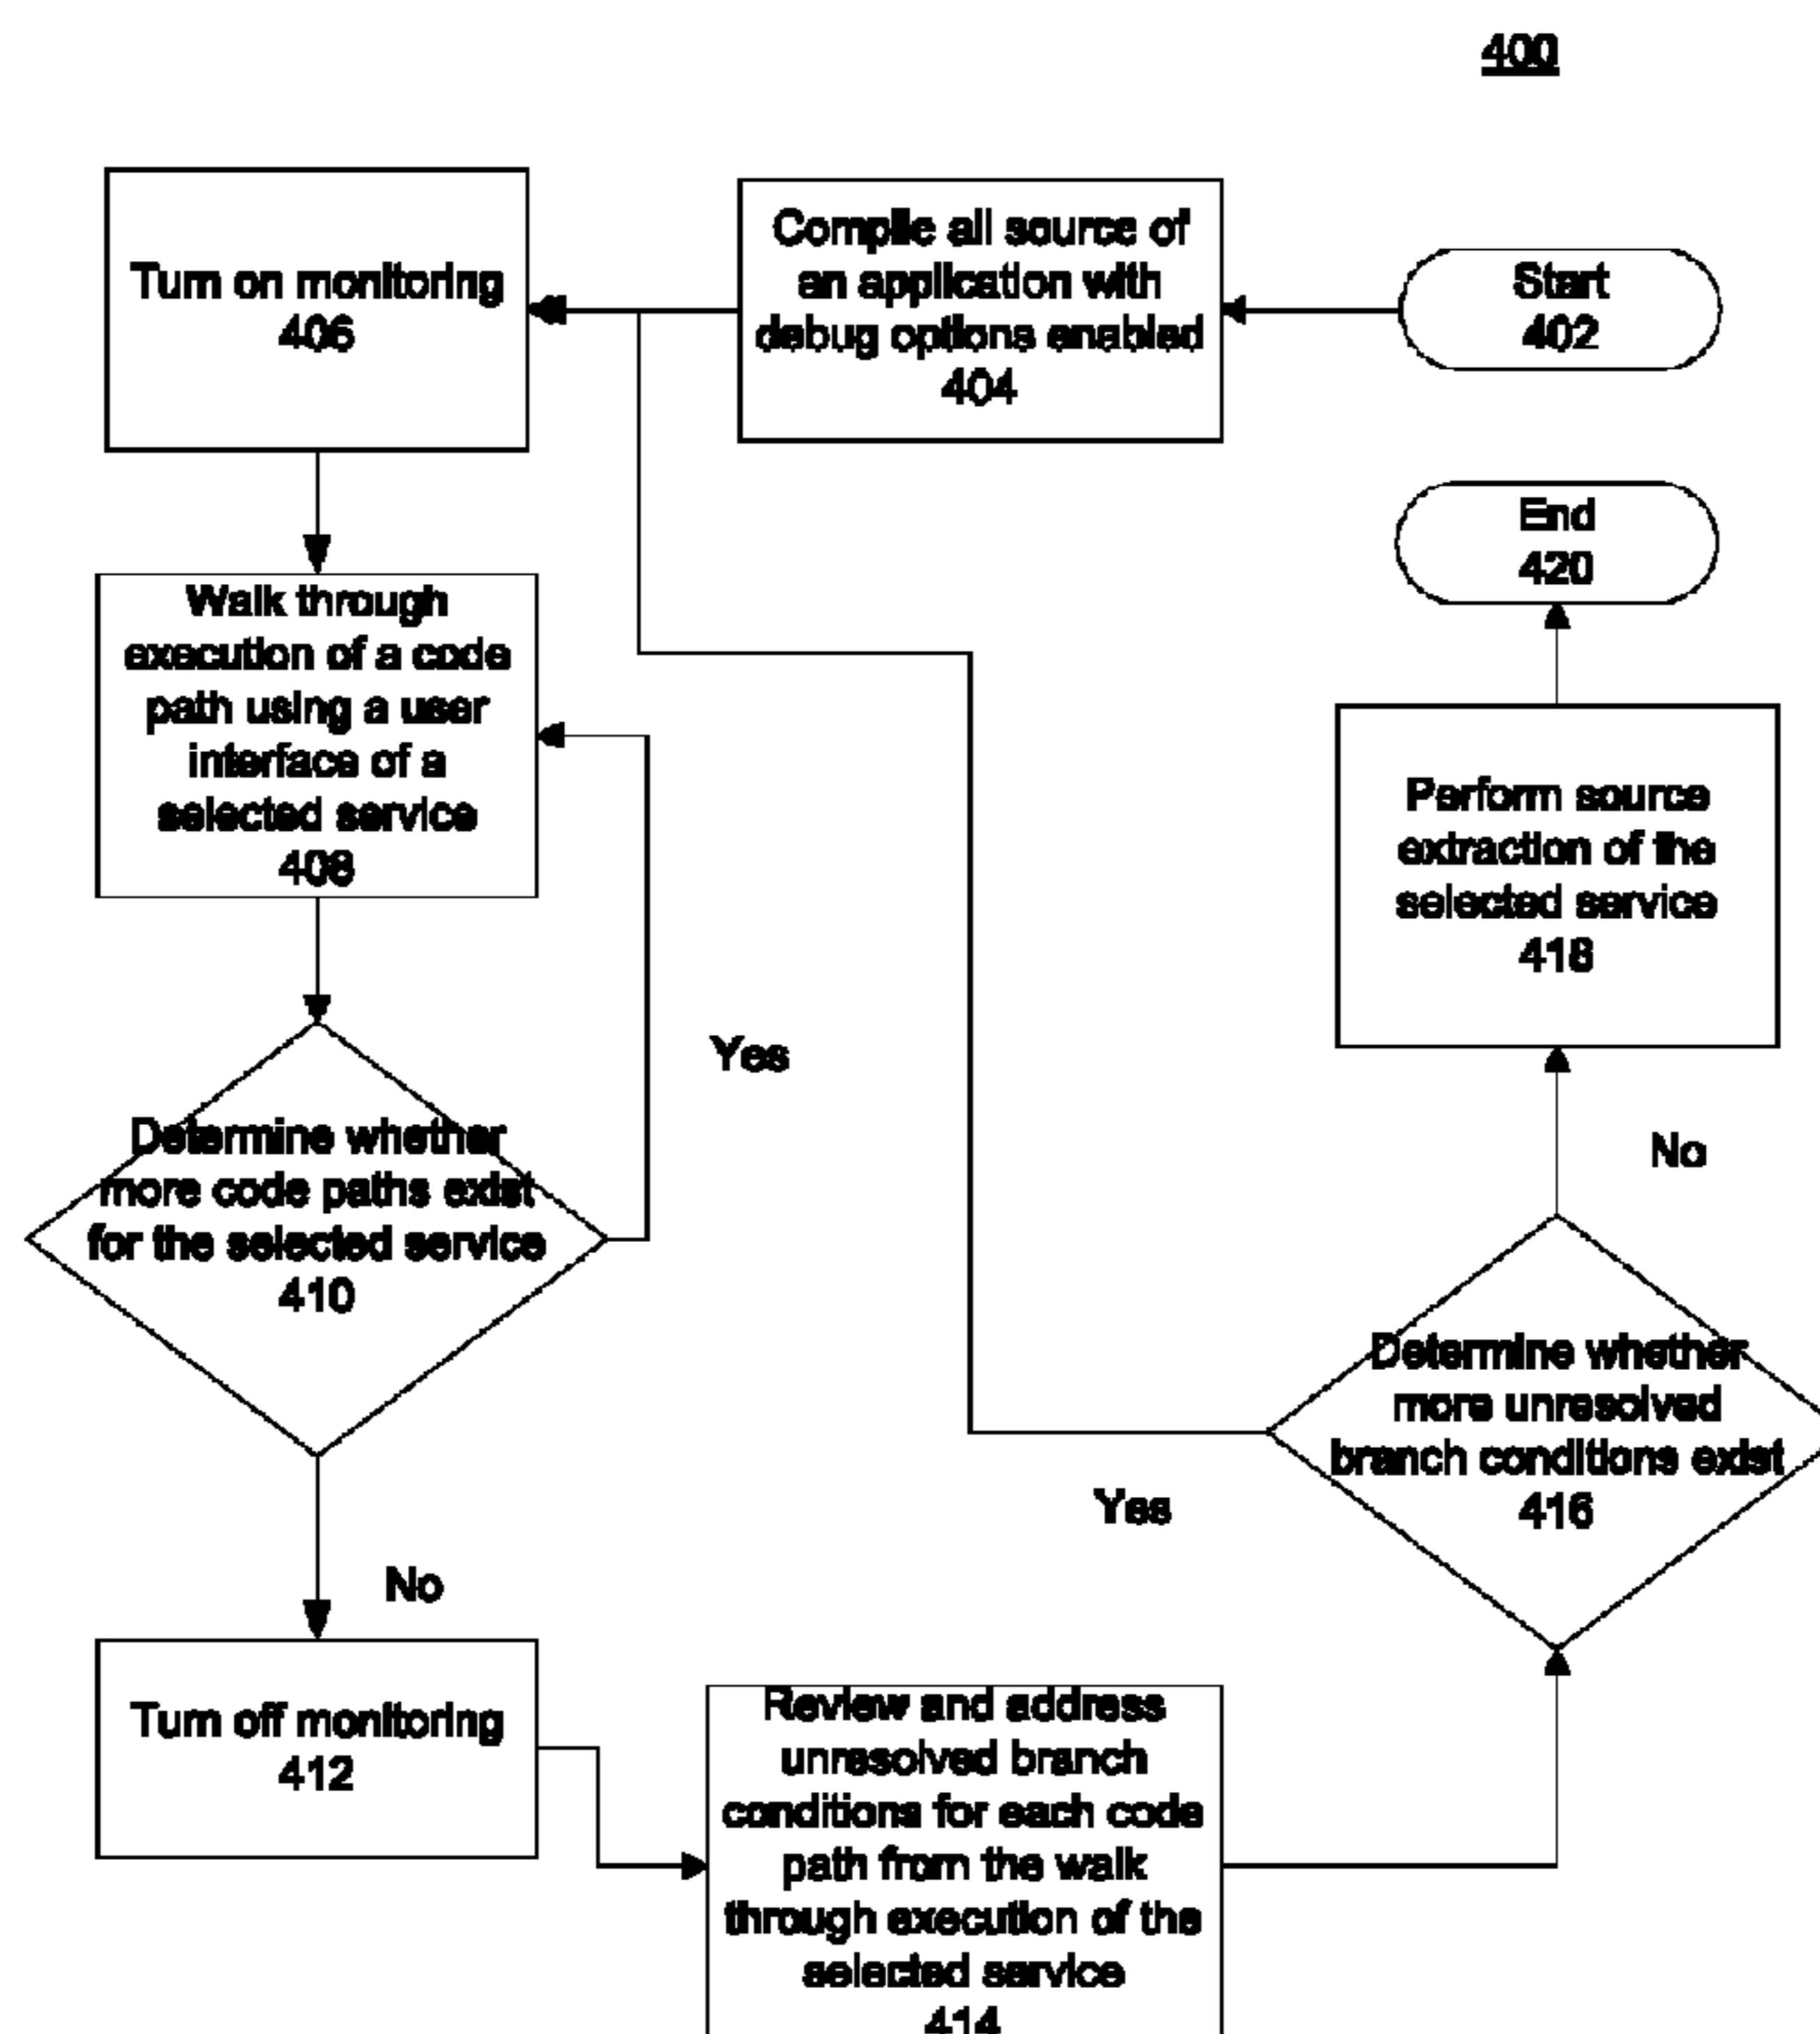 400
Start
402
Compile all source of
an application with
debug options enabled
404
Turn on monitoring
406
Walk through
execution of a code
path using a user
interface of a
selected service
408
Yes
Determine whether
more code paths exist
for the selected service
410
No
Turn off monitoring
412
Review and address
unresolved branch
conditions for each code
path from the walk
through execution of the
selected service
414
Determine whether
more unresolved
branch conditions exist
416
Yes
No
Perform source
extraction of the
selected service
418
End
420